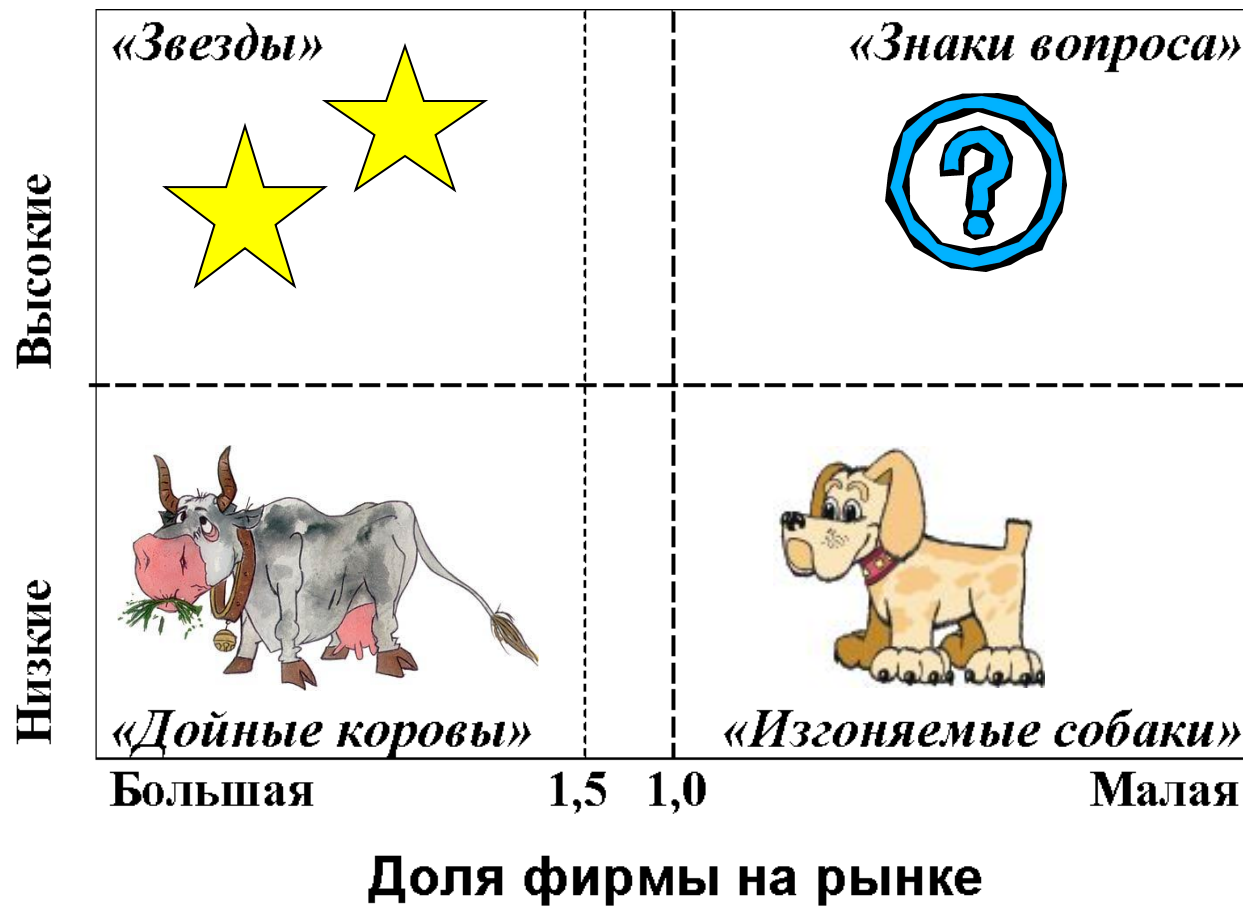 «Звезды»
«Знаки вопроса»
Высокие
Низкие
«Дойные коровы»
«Изгоняемые собаки»
Большая
1,5
1,0
Малая
Доля фирмы на рынке